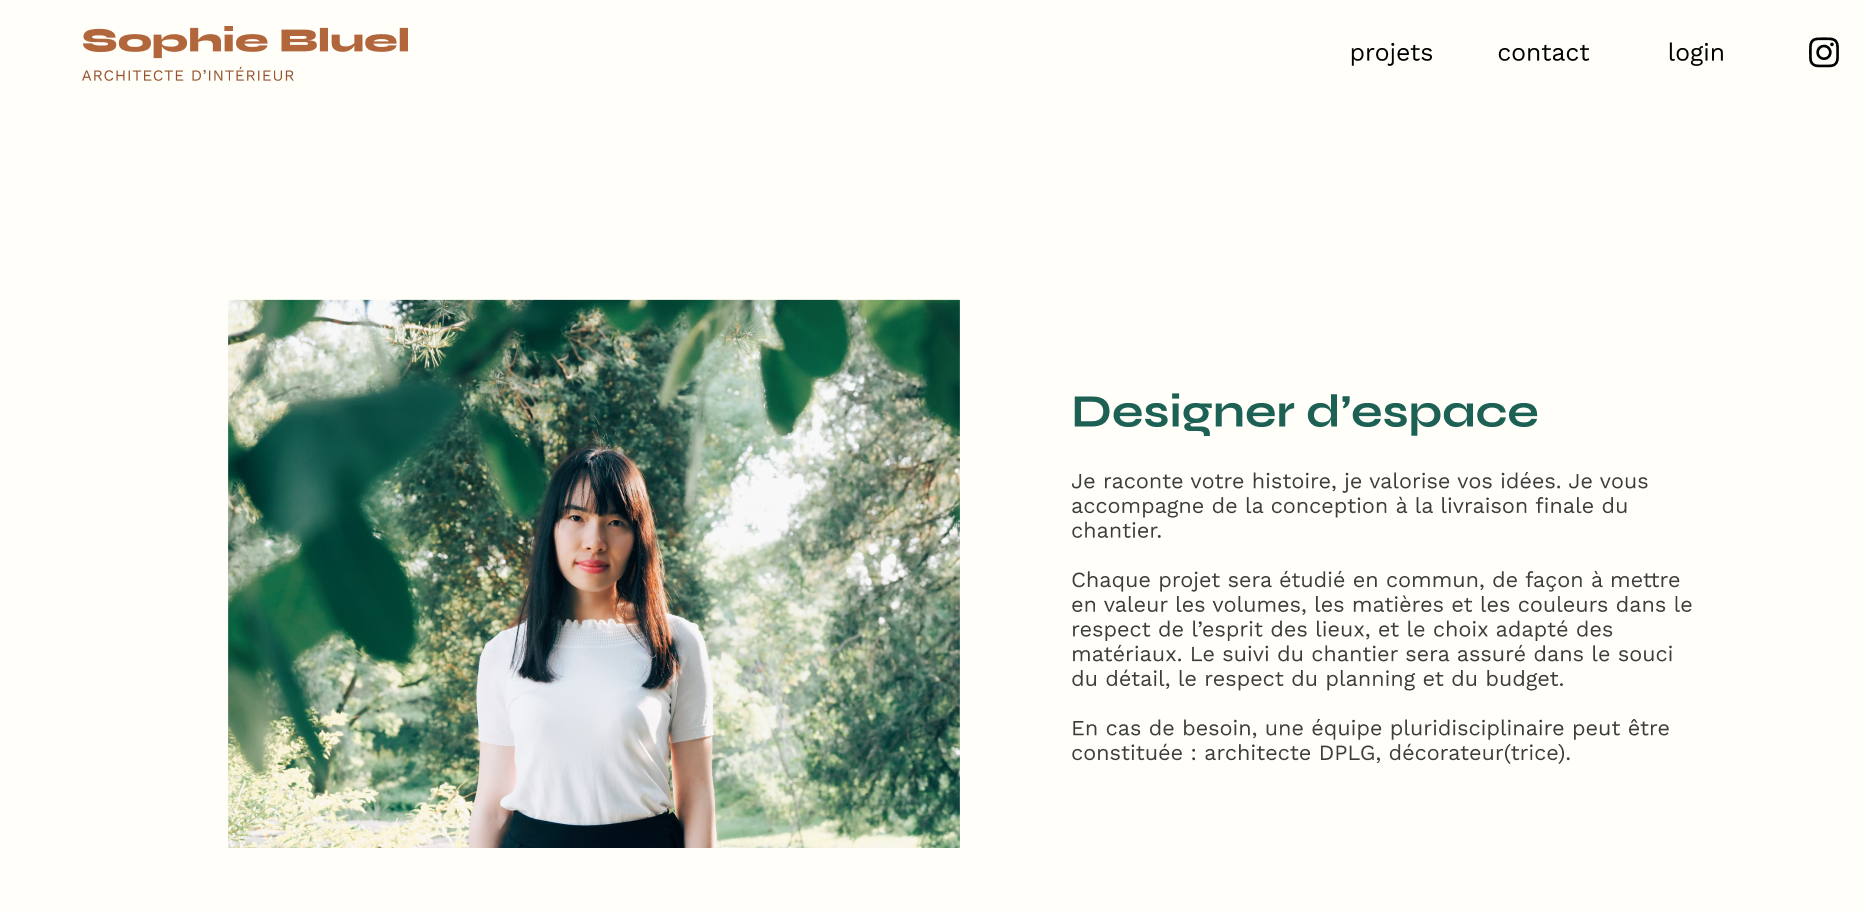 Sophie Bluel
ARCHITECTE D’INTÉRIEUR
projets contact login
Designer d’espace
Je raconte votre histoire, je valorise vos idées. Je vous
accompagne de la conception à la livraison finale du
chantier.
Chaque projet sera étudié en commun, de façon à mettre
en valeur les volumes, les matières et les couleurs dans le
respect de l’esprit des lieux, et le choix adapté des
matériaux. Le suivi du chantier sera assuré dans le souci
du détail, le respect du planning et du budget.
En cas de besoin, une équipe pluridisciplinaire peut être
constituée : architecte DPLG, décorateur(trice).